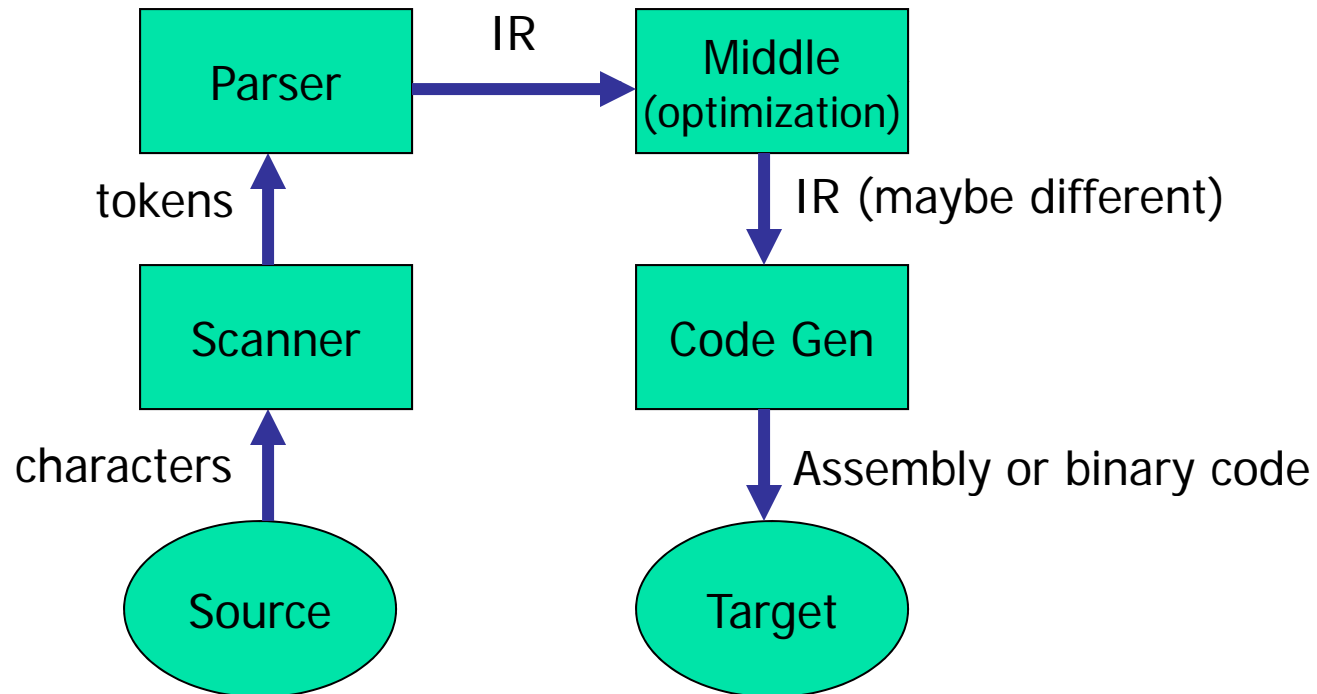 IR
Parser
Middle
(optimization)
tokens
IR (maybe different)
Scanner
Code Gen
characters
Assembly or binary code
Source
Target